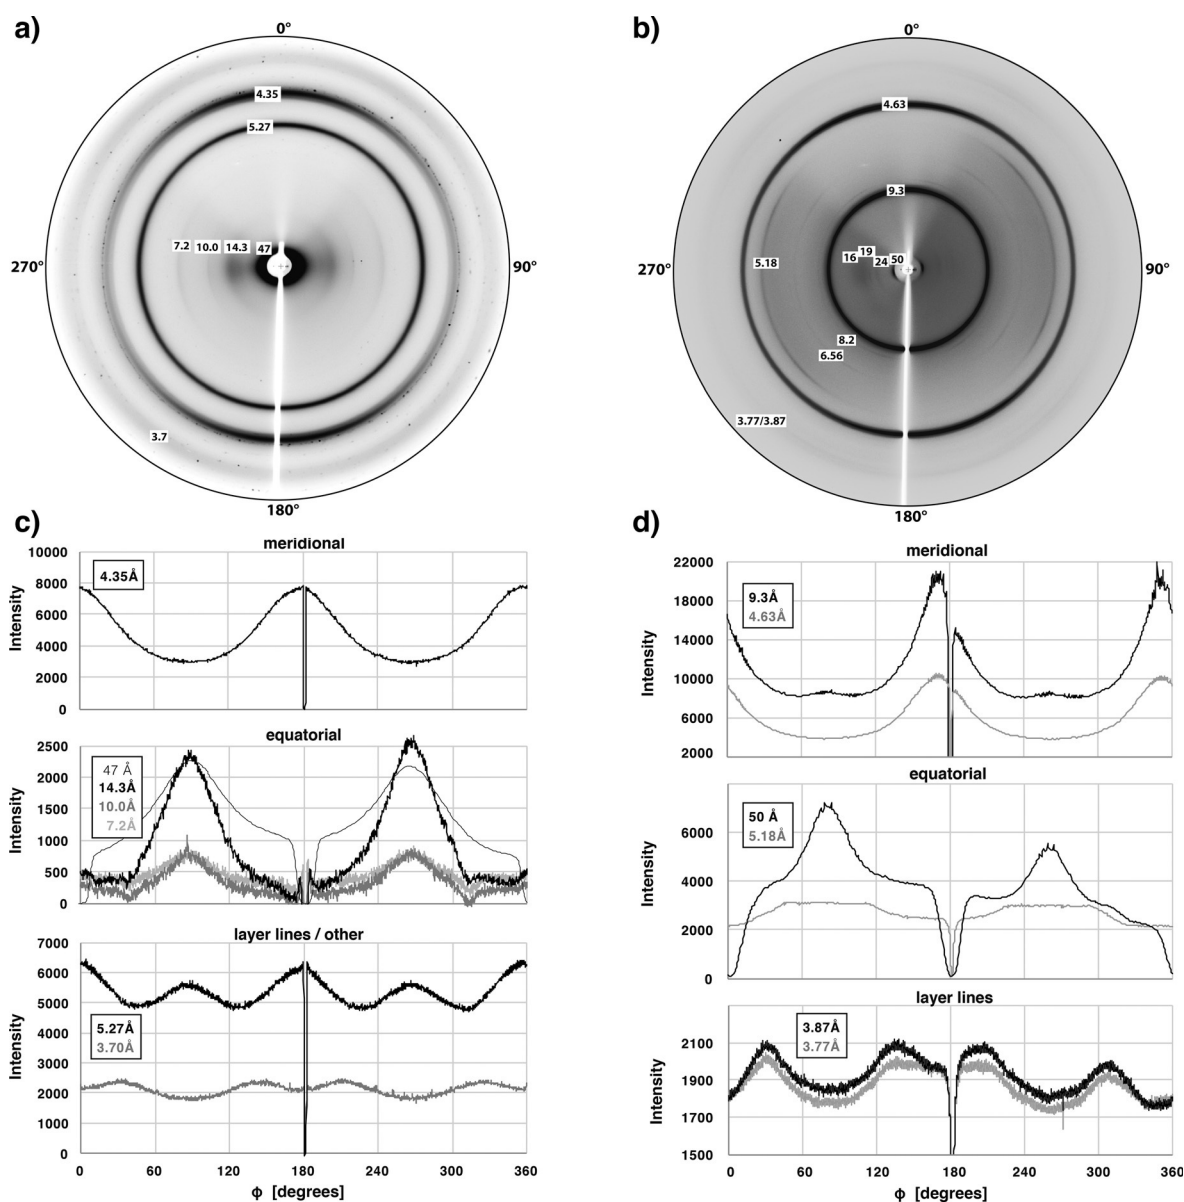 a)
0°
4.35
5.27
7.2
10.0
14.3
47
270°
90°
3.7
180°
b)
0°
4.63
9.3
19
16
24
50
5.18
270°
90°
8.2
6.56
3.77/3.87
180°
c)
meridional
10000
8000
6000
4000
2000
0
Intensity
4.35Å
equatorial
2500
2000
1500
1000
500
0
Intensity
47 Å
14.3Å
10.0Å
7.2Å
layer lines / other
7000
6000
5000
4000
3000
2000
1000
0
Intensity
5.27Å
3.70Å
0 60 120 180 240 300 360
ϕ [degrees]
d)
meridional
22000
18000
14000
10000
6000
2000
Intensity
9.3Å
4.63Å
equatorial
6000
4000
2000
0
Intensity
50 Å
5.18Å
layer lines
2100
1900
1700
1500
Intensity
3.87Å
3.77Å
0 60 120 180 240 300 360
ϕ [degrees]